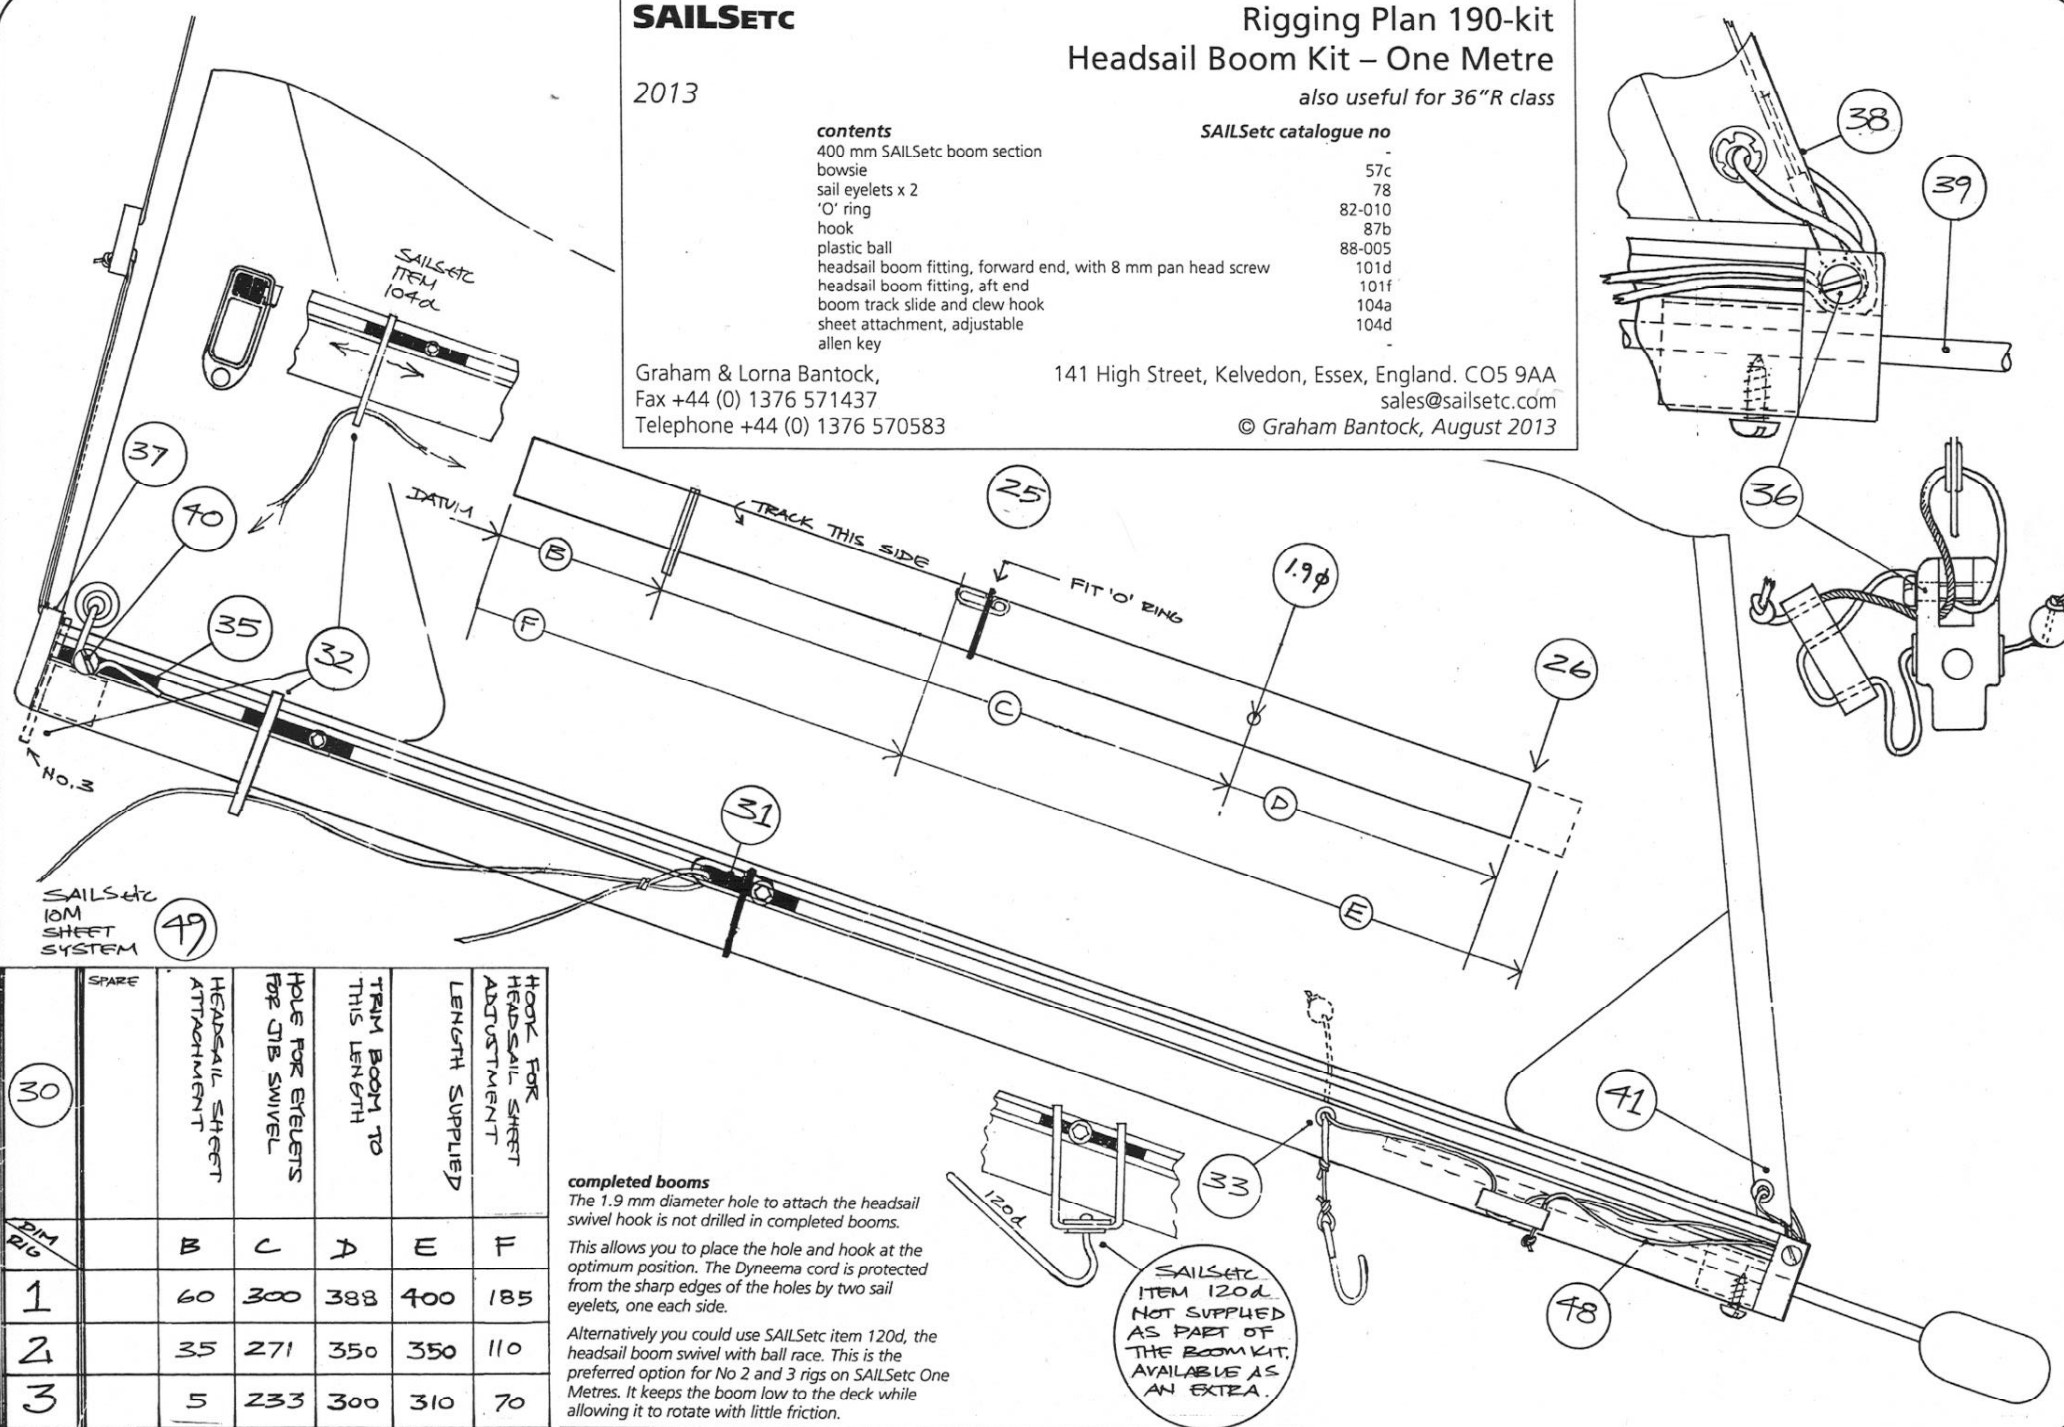 SAILSETC
Rigging Plan 190-kit
Headsail Boom Kit – One Metre
2013
also useful for 36”R class
contents
SAILSetc catalogue no
400 mm SAILSetc boom section -
bowsie 57c
sail eyelets x 2 78
'O' ring 82-010
hook 87b
plastic ball 88-005
headsail boom fitting, forward end, with 8 mm pan head screw 101d
headsail boom fitting, aft end 101f
boom track slide and clew hook 104a
sheet attachment, adjustable 104d
allen key -
Graham & Lorna Bantock,
Fax +44 (0) 1376 571437
Telephone +44 (0) 1376 570583
141 High Street, Kelvedon, Essex, England. CO5 9AA
sales@sailsetc.com
© Graham Bantock, August 2013
38
39
36
SAILSetc
ITEM
104d
37
40
35
32
NO.3
DATUM
B
F
TRACK THIS SIDE
25
FIT 'O' RING
1.9ϕ
26
C
D
E
31
SAILSetc
10M
SHEET
SYSTEM
49
33
41
48
120d
SAILSetc
ITEM 120d
NOT SUPPLIED
AS PART OF
THE BOOM KIT.
AVAILABLE AS
AN EXTRA.
30
SPARE
HEADSAIL SHEET
ATTACHMENT
HOLE FOR EYELETS
FOR JIB SWIVEL
TRIM BOOM TO
THIS LENGTH
LENGTH SUPPLIED
HOOK FOR
HEADSAIL SHEET
ADJUSTMENT
DIM
RIG
B C D E F
1 60 300 388 400 185
2 35 271 350 350 110
3 5 233 300 310 70
completed booms
The 1.9 mm diameter hole to attach the headsail
swivel hook is not drilled in completed booms.
This allows you to place the hole and hook at the
optimum position. The Dyneema cord is protected
from the sharp edges of the holes by two sail
eyelets, one each side.
Alternatively you could use SAILSetc item 120d, the
headsail boom swivel with ball race. This is the
preferred option for No 2 and 3 rigs on SAILSetc One
Metres. It keeps the boom low to the deck while
allowing it to rotate with little friction.